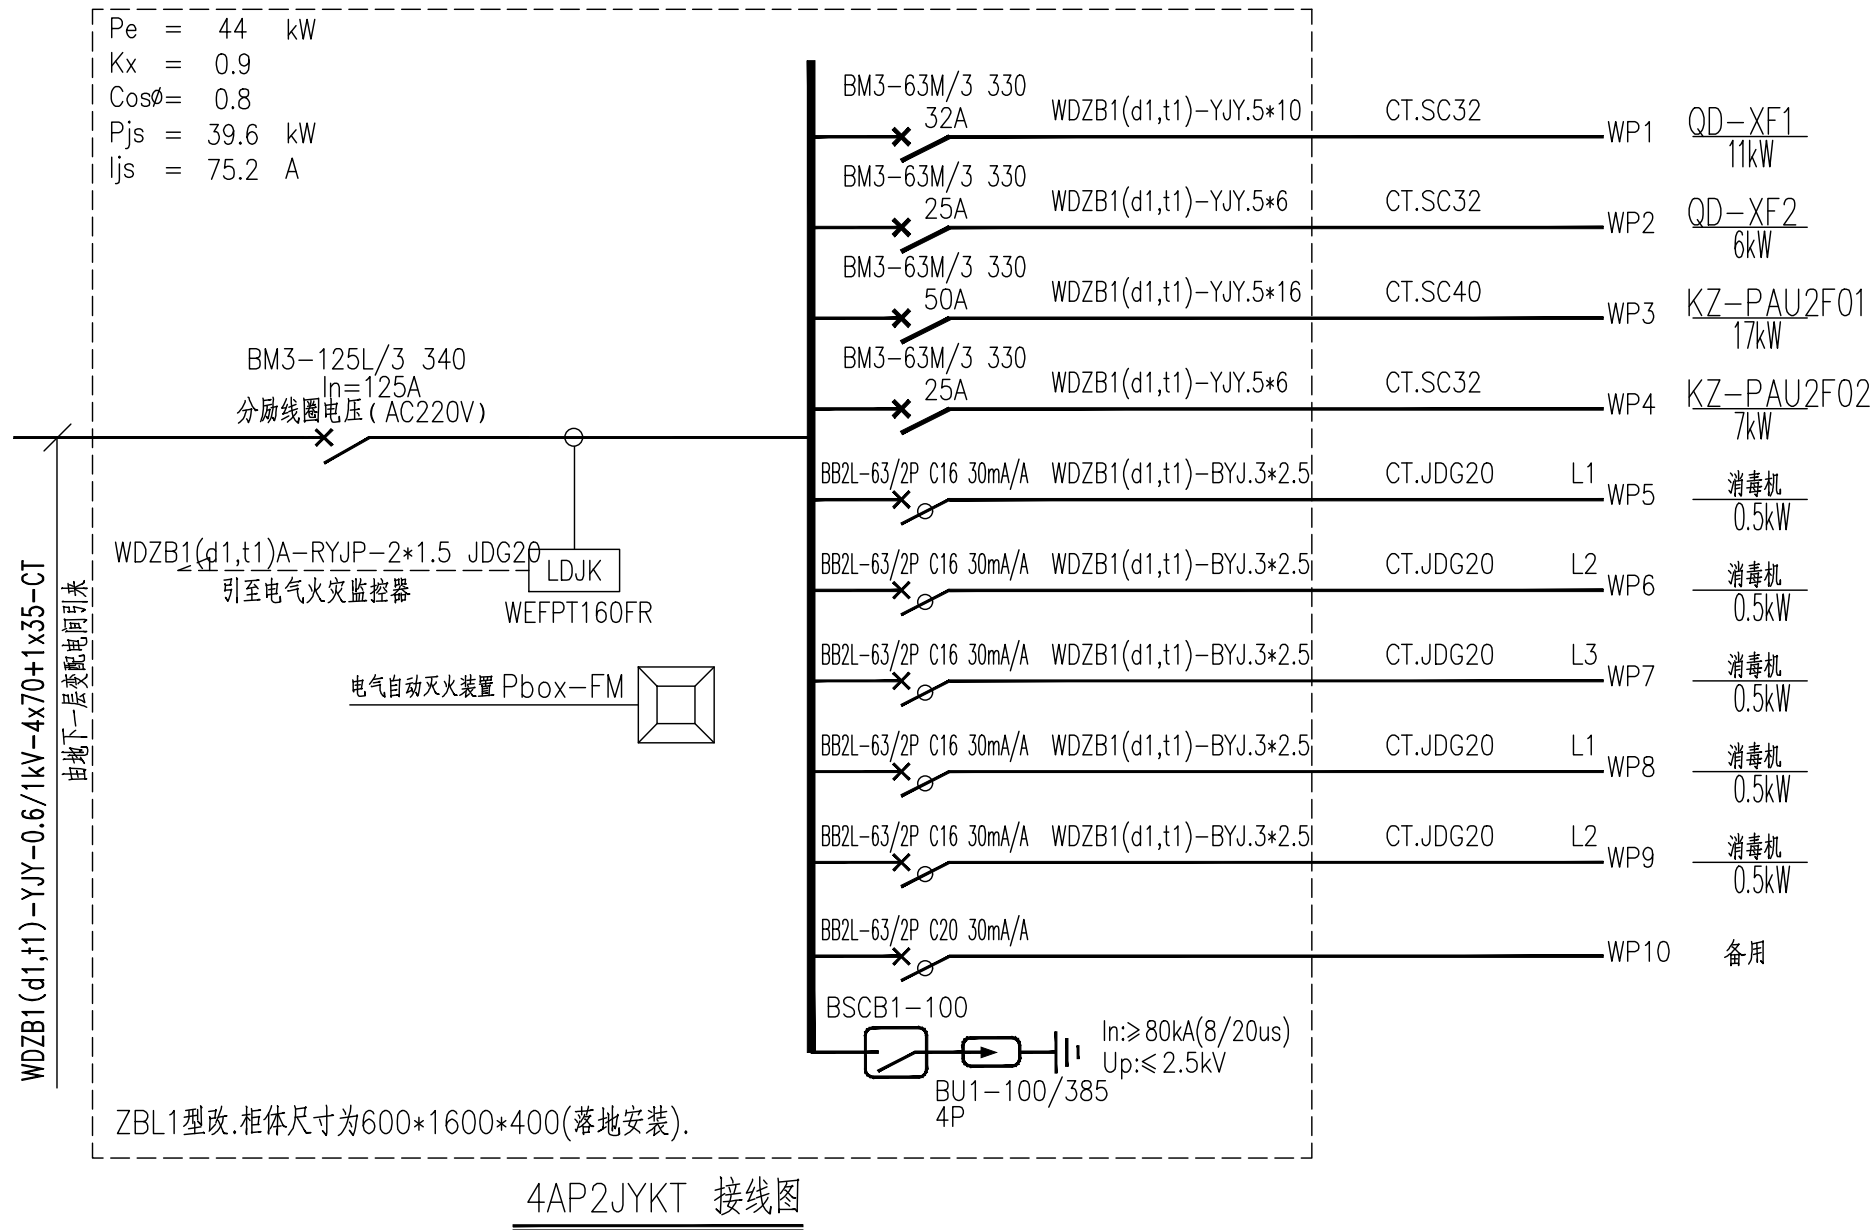 Pe = 44 kW
Kx = 0.9
Cosø= 0.8
Pjs = 39.6 kW
Ijs = 75.2 A
BM3-63M/3 330
32A
WDZB1(d1,t1)-YJY.5*10
CT.SC32
WP1
QD-XF1
11kW
BM3-63M/3 330
25A
WDZB1(d1,t1)-YJY.5*6
CT.SC32
WP2
QD-XF2
6kW
BM3-63M/3 330
50A
WDZB1(d1,t1)-YJY.5*16
CT.SC40
WP3
KZ-PAU2F01
17kW
BM3-63M/3 330
25A
WDZB1(d1,t1)-YJY.5*6
CT.SC32
WP4
KZ-PAU2F02
7kW
BM3-125L/3 340
In=125A
分励线圈电压(AC220V)
BB2L-63/2P C16 30mA/A
WDZB1(d1,t1)-BYJ.3*2.5
CT.JDG20
L1
WP5
消毒机
0.5kW
BB2L-63/2P C16 30mA/A
WDZB1(d1,t1)-BYJ.3*2.5
CT.JDG20
L2
WP6
消毒机
0.5kW
BB2L-63/2P C16 30mA/A
WDZB1(d1,t1)-BYJ.3*2.5
CT.JDG20
L3
WP7
消毒机
0.5kW
BB2L-63/2P C16 30mA/A
WDZB1(d1,t1)-BYJ.3*2.5
CT.JDG20
L1
WP8
消毒机
0.5kW
BB2L-63/2P C16 30mA/A
WDZB1(d1,t1)-BYJ.3*2.5
CT.JDG20
L2
WP9
消毒机
0.5kW
BB2L-63/2P C20 30mA/A
WP10
备用
WDZB1(d1,t1)A-RYJP-2*1.5 JDG20
引至电气火灾监控器
LDJK
WEFPT160FR
电气自动灭火装置 Pbox-FM
WDZB1(d1,t1)-YJY-0.6/1kV-4x70+1x35-CT
由地下一层变配电间引来
BSCB1-100
BU1-100/385
4P
In:≥80kA(8/20us)
Up:≤2.5kV
ZBL1型改.柜体尺寸为600*1600*400(落地安装).
4AP2JYKT 接线图